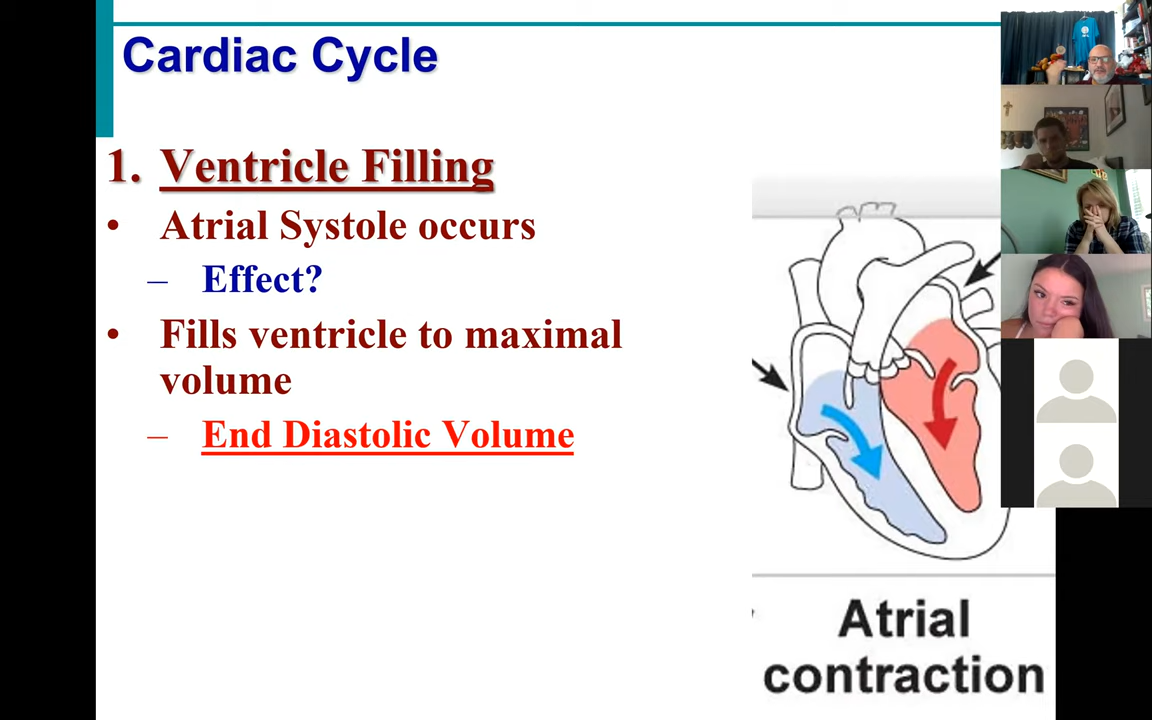 Cardiac Cycle
1. Ventricle Filling
• Atrial Systole occurs
– Effect?
• Fills ventricle to maximal
volume
– End Diastolic Volume
Atrial
contraction